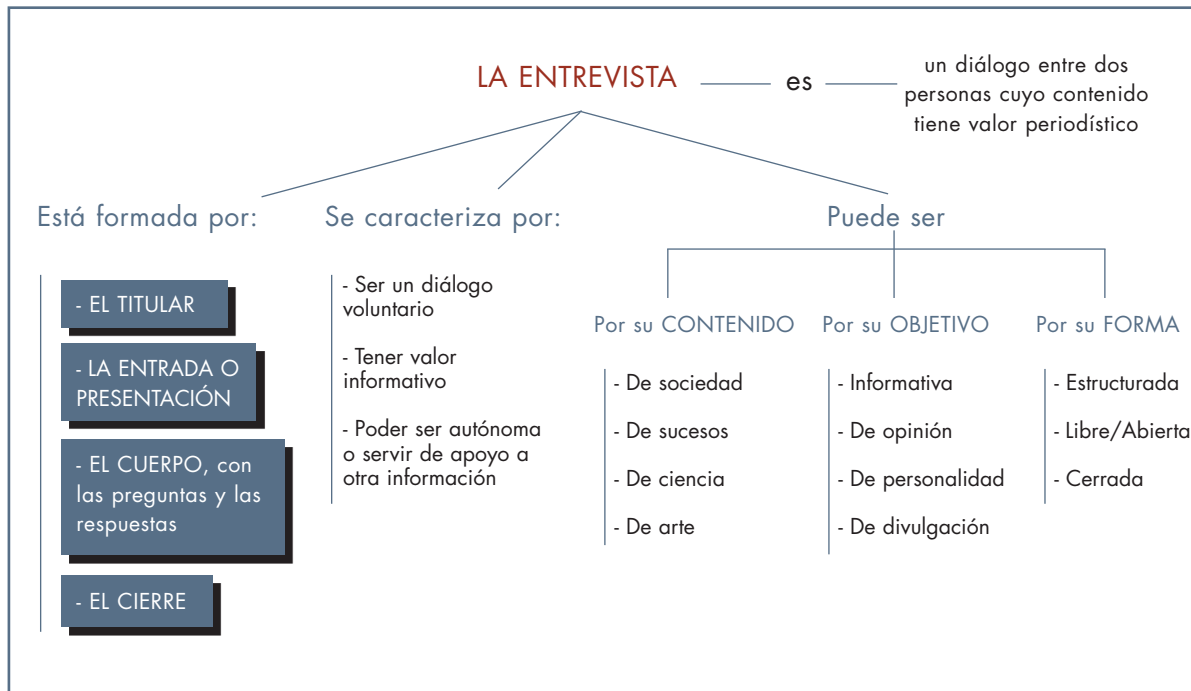 LA ENTREVISTA
es
un diálogo entre dos
personas cuyo contenido
tiene valor periodístico
Está formada por:
- EL TITULAR
- LA ENTRADA O
PRESENTACIÓN
- EL CUERPO, con
las preguntas y las
respuestas
- EL CIERRE
Se caracteriza por:
- Ser un diálogo
voluntario
- Tener valor
informativo
- Poder ser autónoma
o servir de apoyo a
otra información
Puede ser
Por su CONTENIDO
- De sociedad
- De sucesos
- De ciencia
- De arte
Por su OBJETIVO
- Informativa
- De opinión
- De personalidad
- De divulgación
Por su FORMA
- Estructurada
- Libre/Abierta
- Cerrada